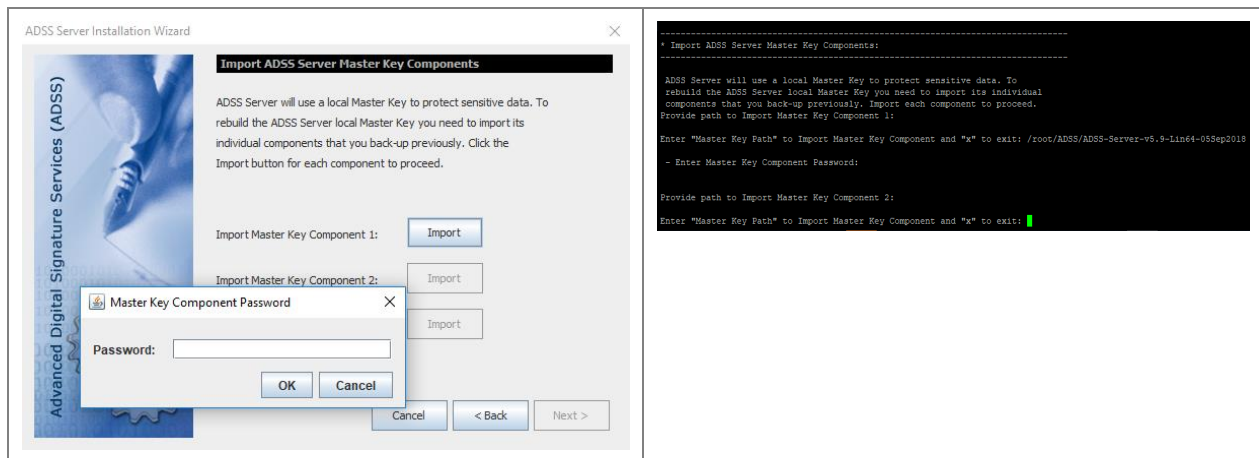 ADSS Server Installation Wizard
Advanced Digital Signature Services (ADSS)
Import ADSS Server Master Key Components
ADSS Server will use a local Master Key to protect sensitive data. To
rebuild the ADSS Server local Master Key you need to import its
individual components that you back-up previously. Click the
Import button for each component to proceed.
Import Master Key Component 1: Import
Import Master Key Component 2: Import
Import
Master Key Component Password
Password:
OK Cancel
Cancel < Back Next >
* Import ADSS Server Master Key Components:
ADSS Server will use a local Master Key to protect sensitive data. To
rebuild the ADSS Server local Master Key you need to import its individual
components that you back-up previously. Import each component to proceed.
Provide path to Import Master Key Component 1:
Enter "Master Key Path" to Import Master Key Component and "x" to exit: /root/ADSS/ADSS-Server-v5.9-Lin64-05Sep2018
- Enter Master Key Component Password:
Provide path to Import Master Key Component 2:
Enter "Master Key Path" to Import Master Key Component and "x" to exit: